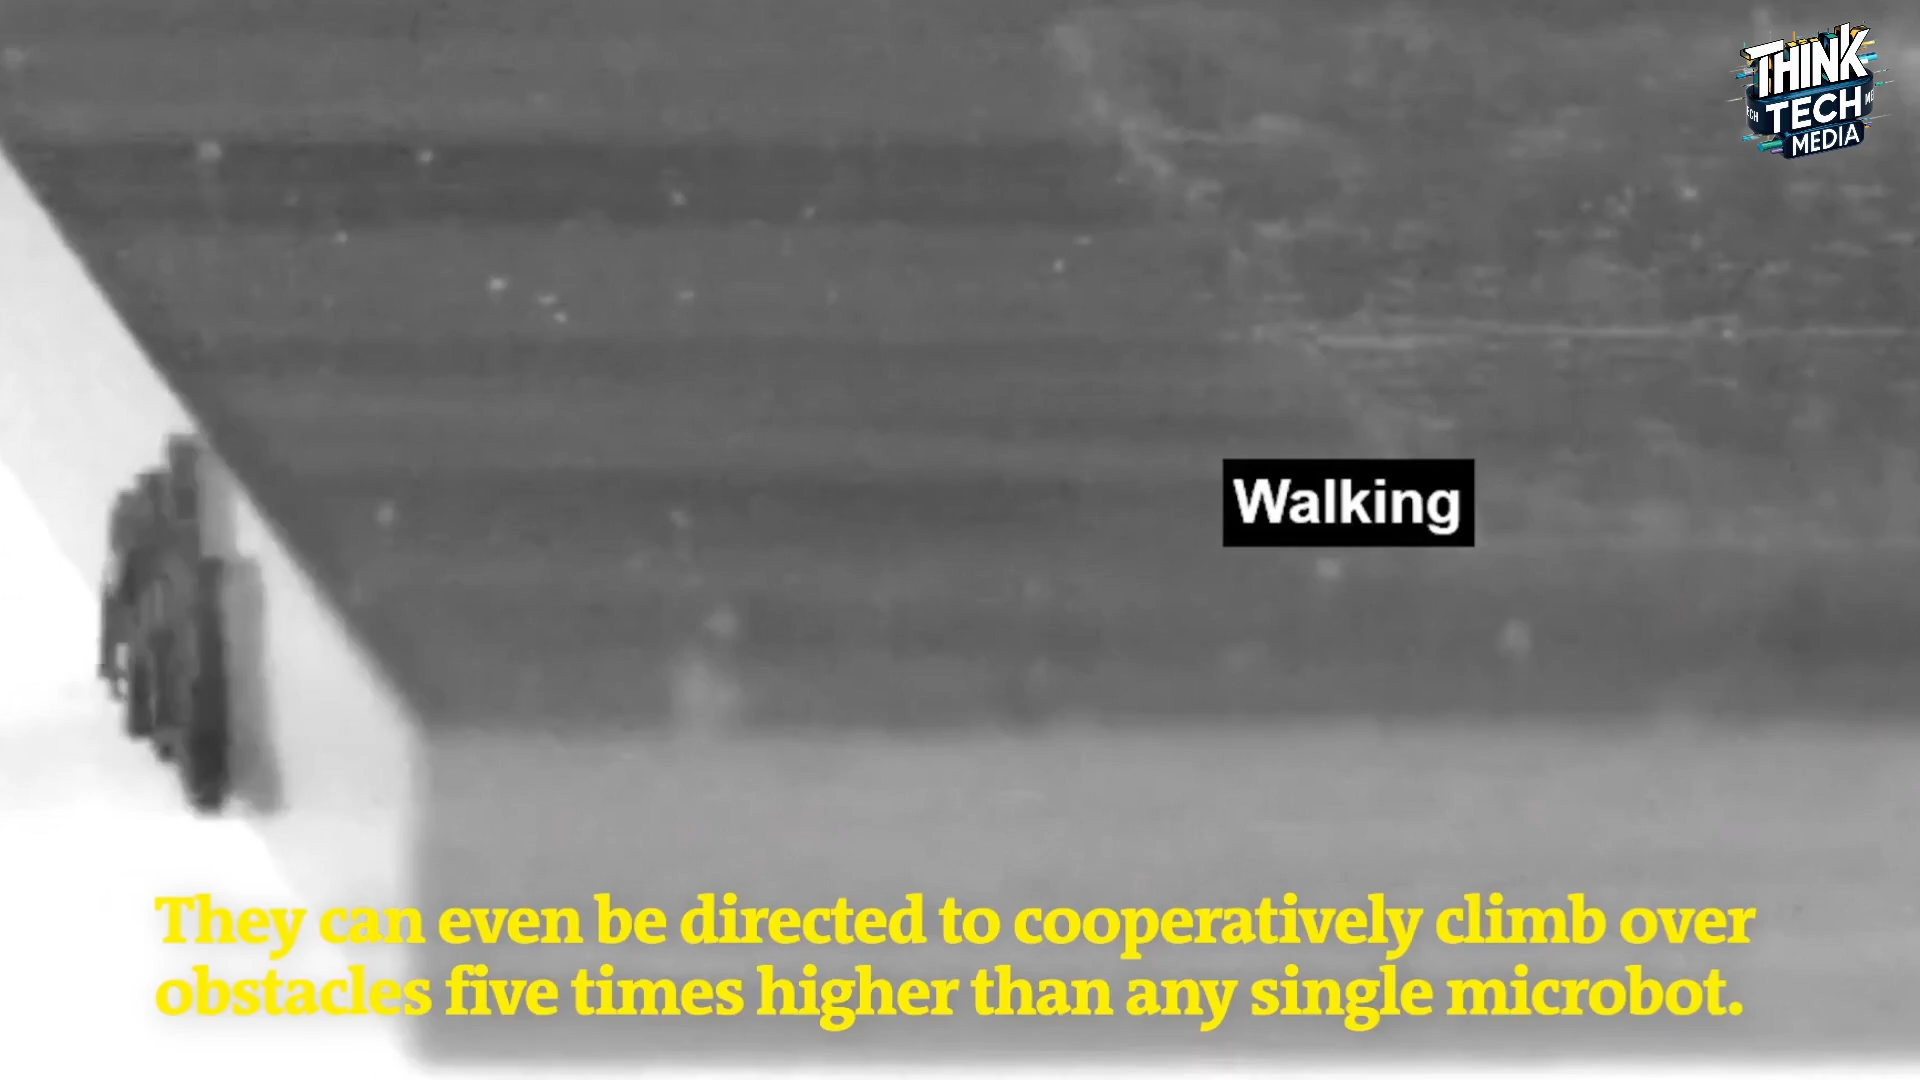 THINK
TECH
MEDIA
Walking
They can even be directed to cooperatively climb over
obstacles five times higher than any single microbot.